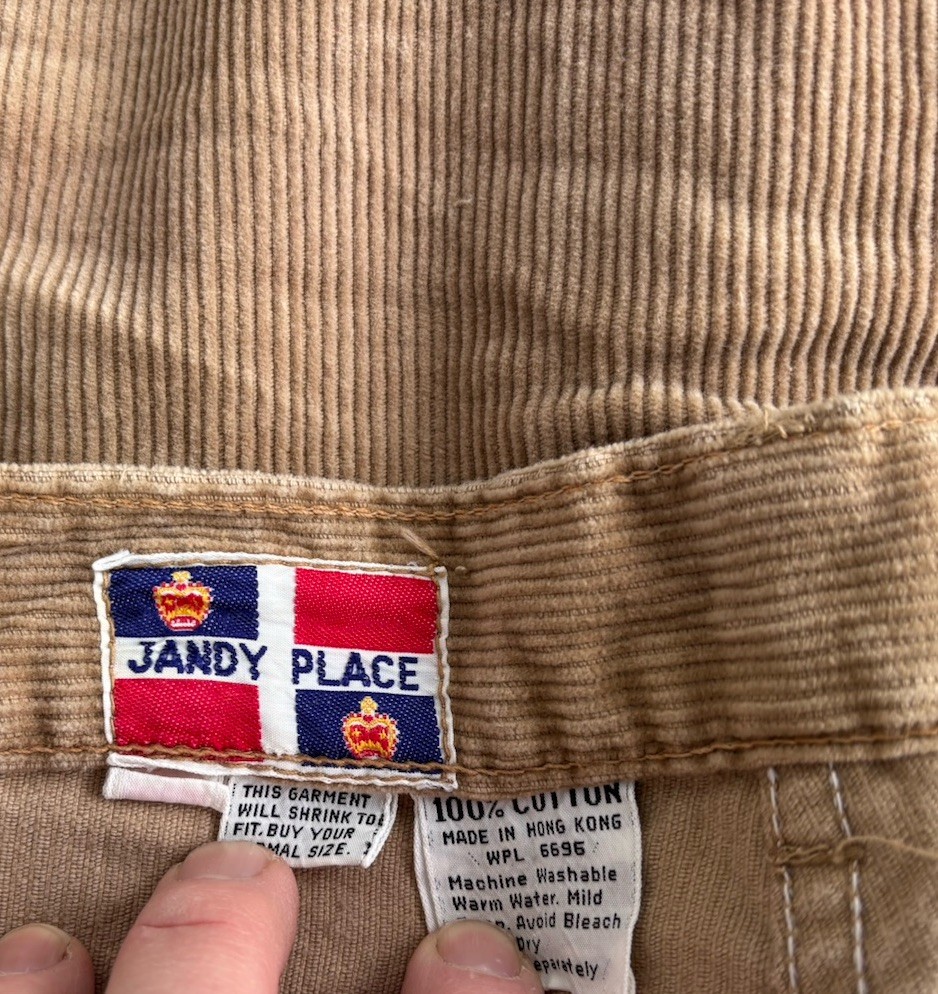 JANDY PLACE
THIS GARMENT
WILL SHRINK TO
FIT. BUY YOUR
SIZE.
100% COTTON
MADE IN HONG KONG
WPL 6696
Machine Washable
Warm Water. Mild
Avoid Bleach